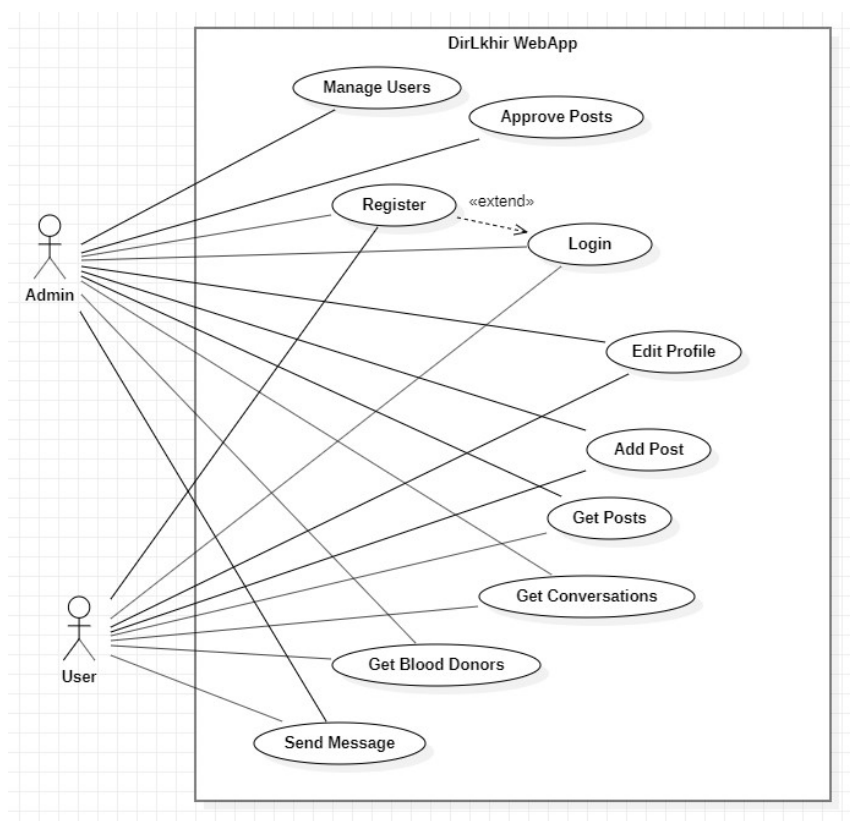 DirLkhir WebApp
Manage Users
Approve Posts
Register
«extend»
Login
Admin
Edit Profile
Add Post
Get Posts
Get Conversations
User
Get Blood Donors
Send Message